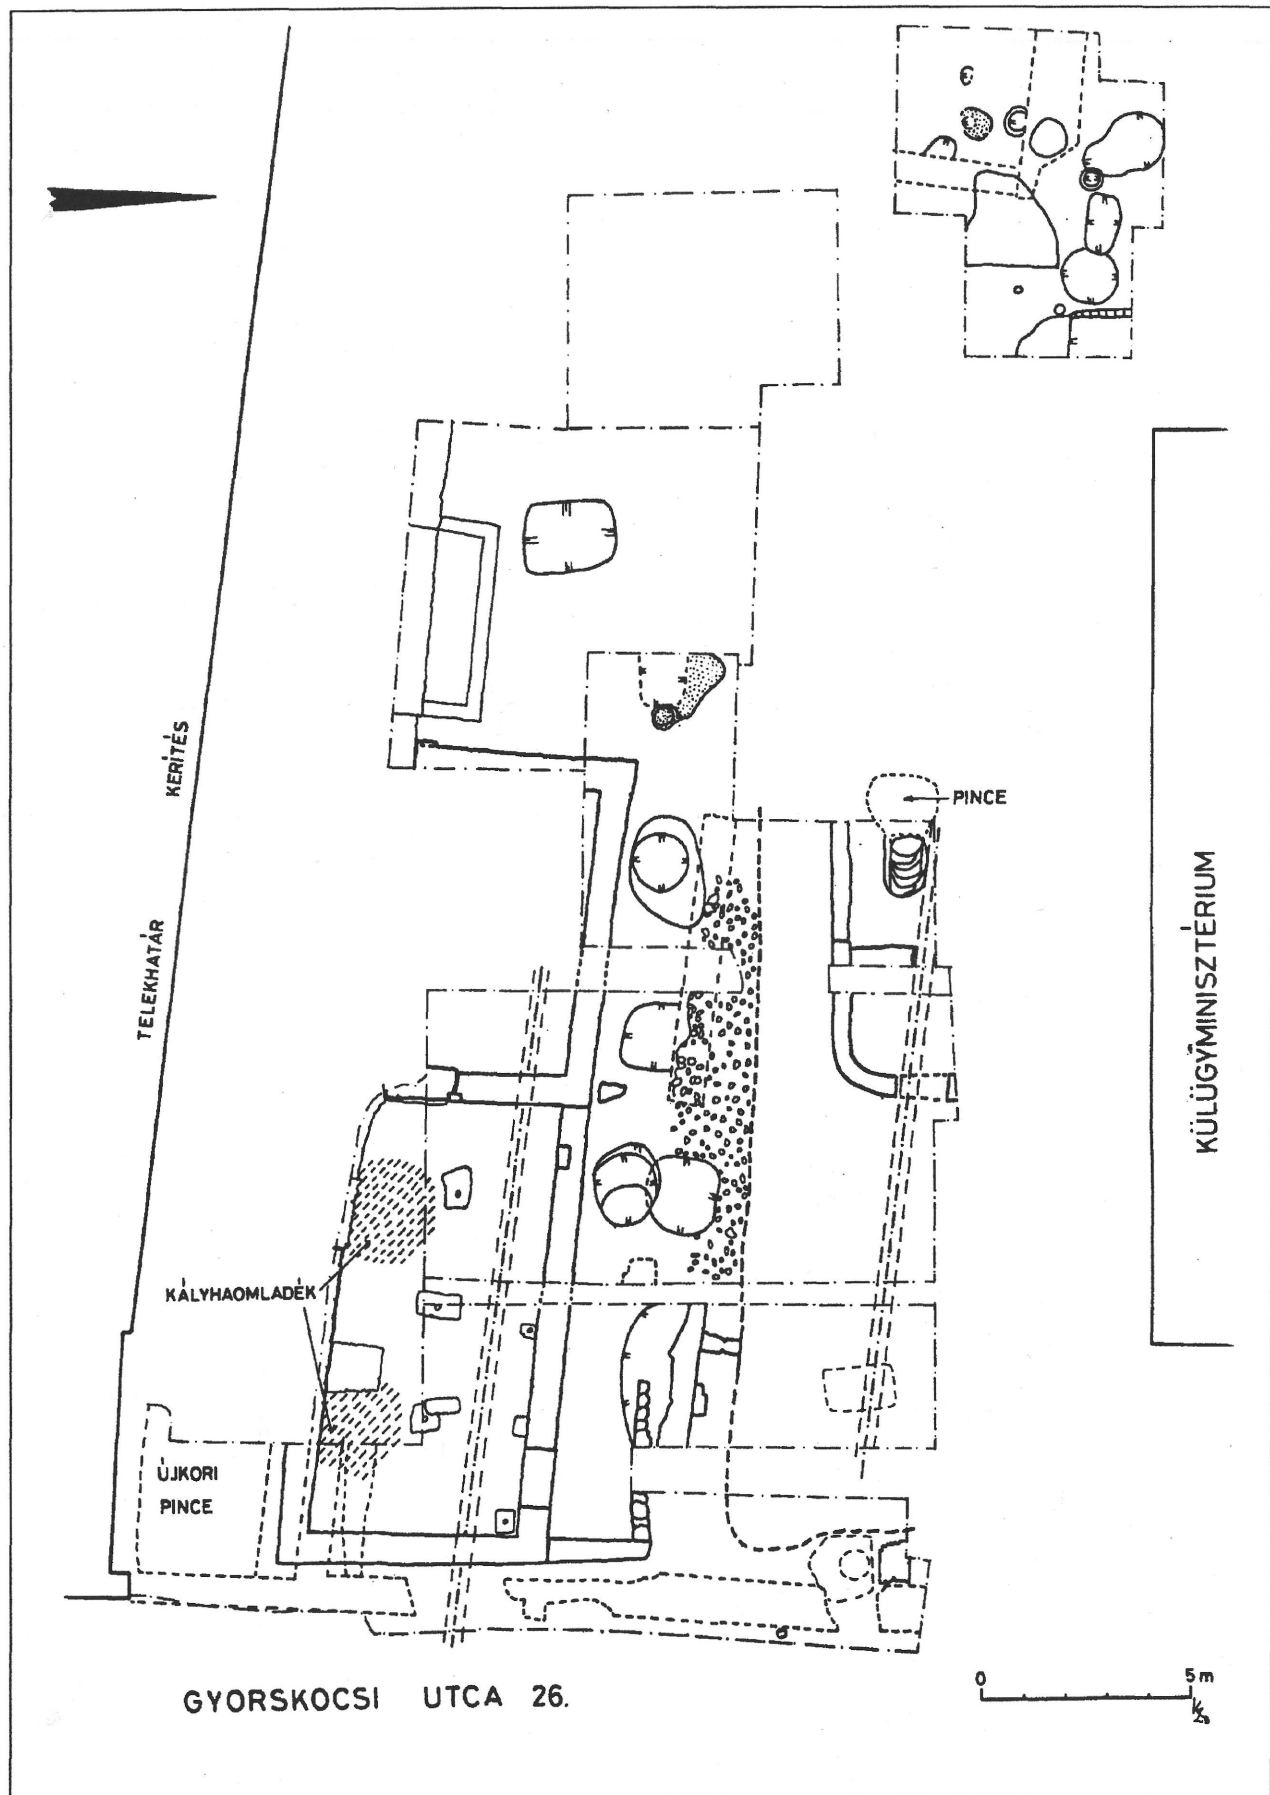 PINCE
KERÍTÉS
TELEKHATÁR
KÜLÜGYMINISZTÉRIUM
KÁLYHAOMLADÉK
ÚJKORI
PINCE
GYORSKOCSI UTCA 26.
0 5 m